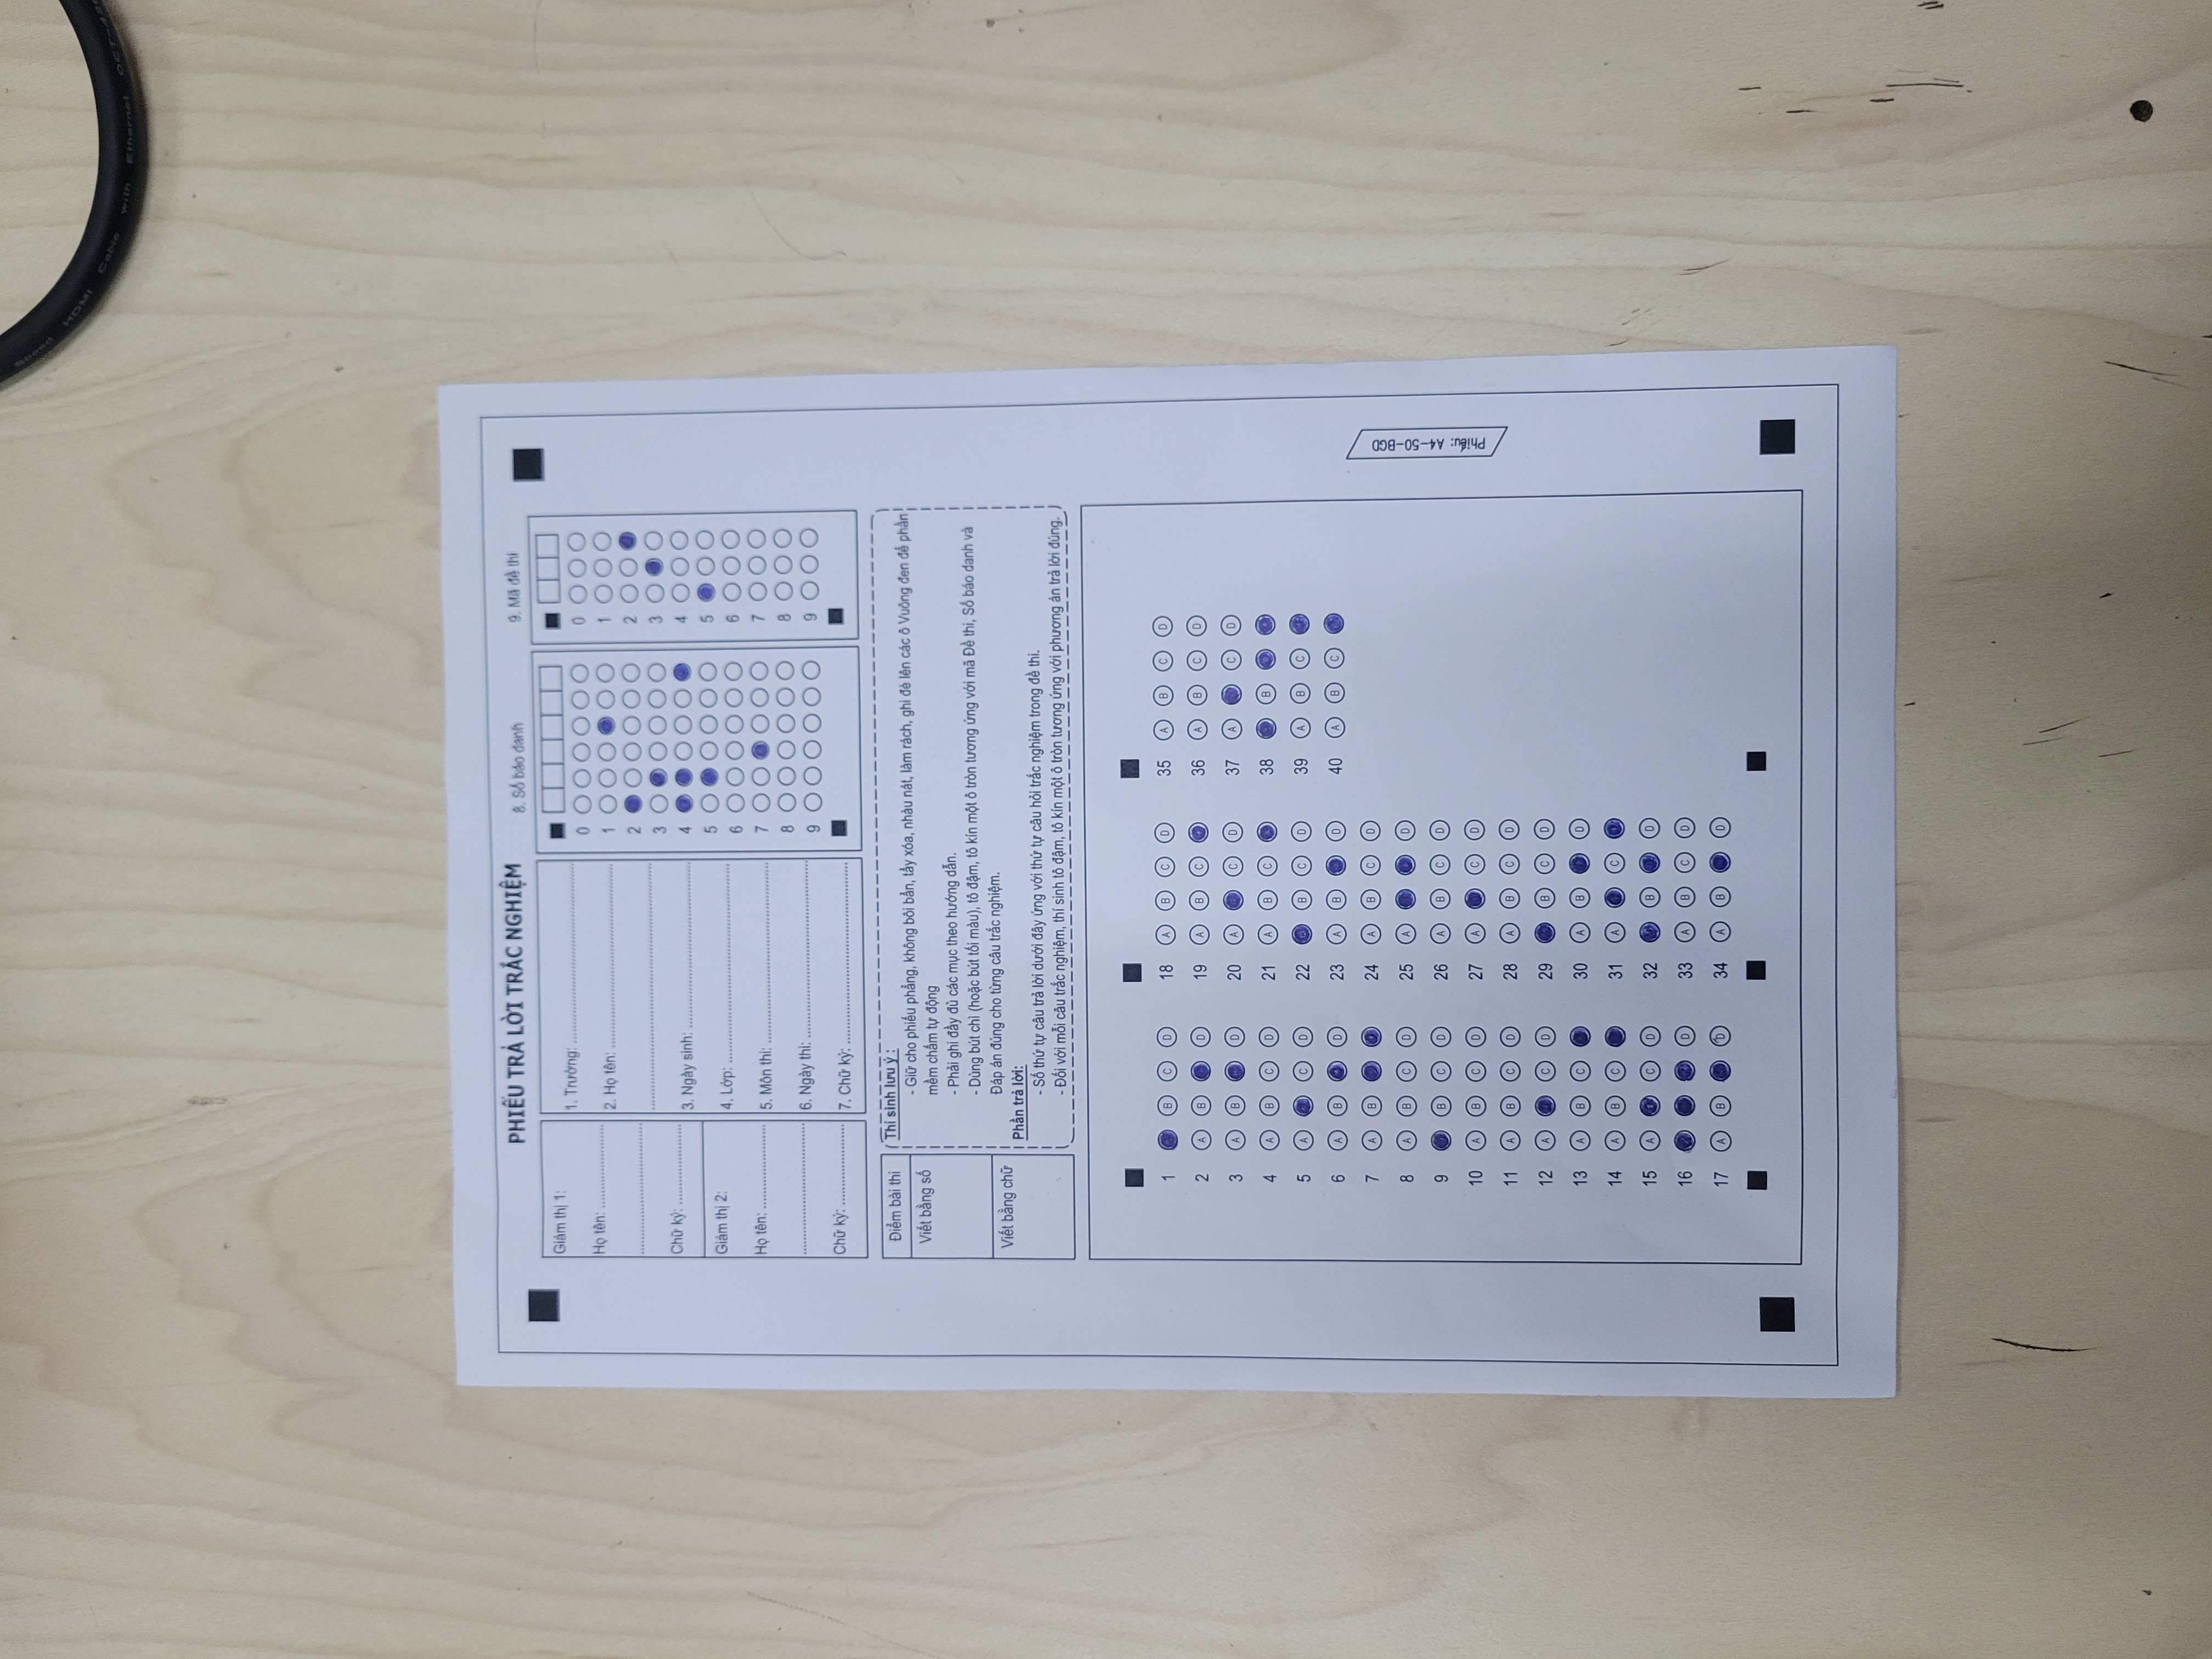 Speed HDMI Cable with Ethernet
PHIẾU TRẢ LỜI TRẮC NGHIỆM
8. Số báo danh
9. Mã đề thi
Giám thị 1:
Họ tên:
Chữ ký:
Giám thị 2:
Họ tên:
Chữ ký:
1. Trường:
2. Họ tên:
3. Ngày sinh:
4. Lớp:
5. Môn thi:
6. Ngày thi:
7. Chữ ký:
0
1
2
3
4
5
6
7
8
9
0
1
2
3
4
5
6
7
8
9
Điểm bài thi
Viết bằng số
Viết bằng chữ
Thí sinh lưu ý :
- Giữ cho phiếu phẳng, không bôi bẩn, tẩy xóa, nhàu nát, làm rách, ghi đè lên các ô Vuông đen để phần
mềm chấm tự động
- Phải ghi đầy đủ các mục theo hướng dẫn.
- Dùng bút chì (hoặc bút tối màu), tô đậm, tô kín một ô tròn tương ứng với mã Đề thi, Số báo danh và
Đáp án đúng cho từng câu trắc nghiệm.
Phần trả lời:
- Số thứ tự câu trả lời dưới đây ứng với thứ tự câu hỏi trắc nghiệm trong đề thi.
- Đối với mỗi câu trắc nghiệm, thí sinh tô đậm, tô kín một ô tròn tương ứng với phương án trả lời đúng.
1 B C D
2 A B D
3 A B D
4 A B C D
5 A C D
6 A B D
7 A B
8 A B C D
9 B C D
10 A B C D
11 A B C D
12 A C D
13 A B C
14 A B C
15 A C D
16 D
17 A B D
18 A B C D
19 A B C
20 A C D
21 A B C
22 B C D
23 A B D
24 A B C D
25 A D
26 A B C D
27 A C D
28 A B C D
29 B C D
30 A B D
31 A C
32 B D
33 A B C D
34 A B D
35 A B C D
36 A B C D
37 A C D
38 B
39 A B C
40 A B C
Phiếu: A4-50-BGD